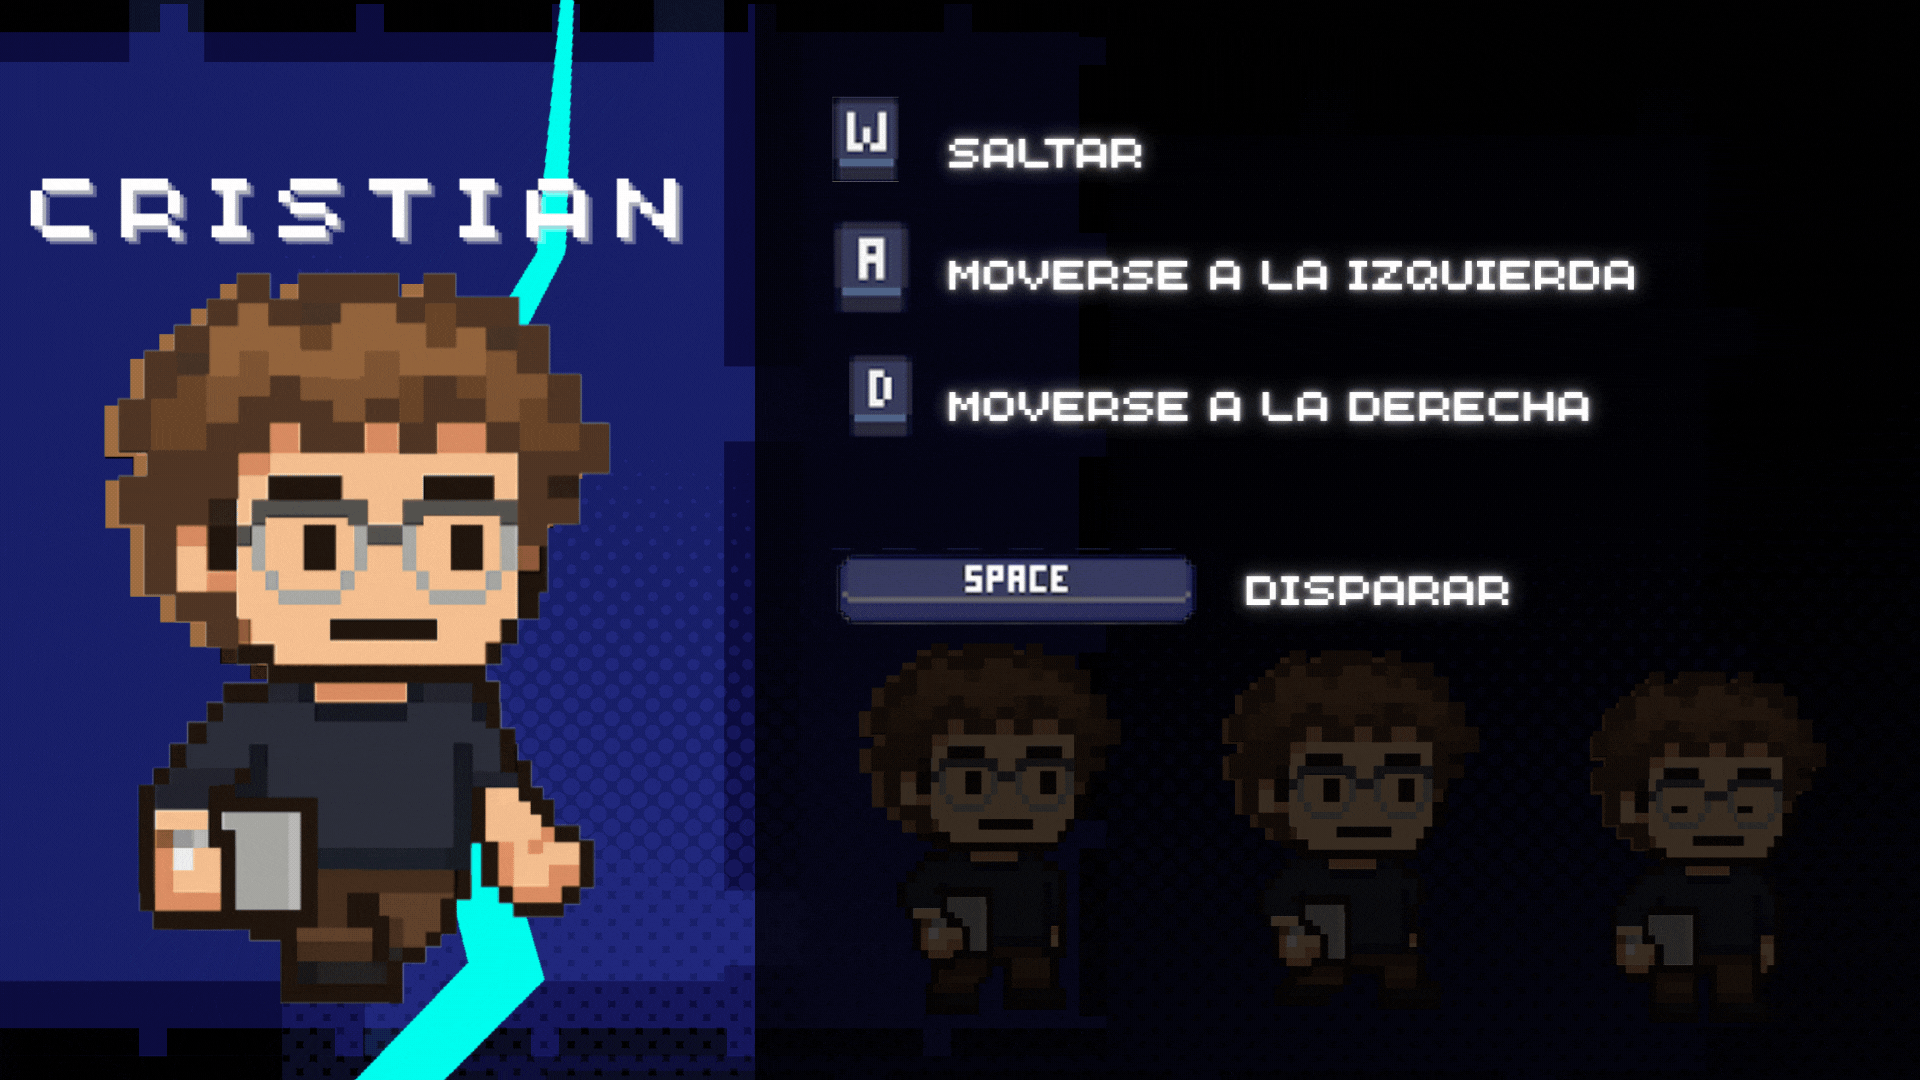 CRISTIAN
W SALTAR
A MOVERSE A LA IZQUIERDA
D MOVERSE A LA DERECHA
SPACE DISPARAR